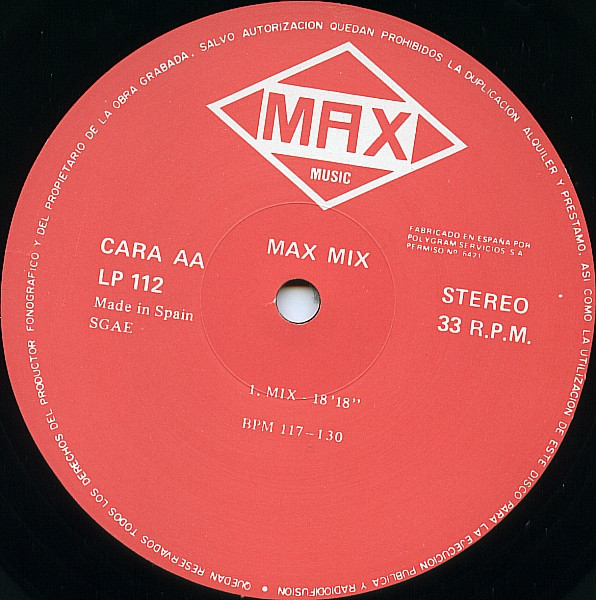 QUEDAN RESERVADOS TODOS LOS DERECHOS DEL PRODUCTOR FONOGRAFICO Y DEL PROPIETARIO DE LA OBRA GRABADA, SALVO AUTORIZACION QUEDAN PROHIBIDOS LA DUPLICACION ALQUILER Y PRESTAMO, ASI COMO LA UTILIZACION DE ESTE DISCO PARA LA EJECUCION PUBLICA Y RADIODIFUSION •
MAX
MUSIC
CARA AA
LP 112
Made in Spain
SGAE
MAX MIX
FABRICADO EN ESPAÑA POR
POLYGRAM SERVICIOS S.A
PERMISO Nº 6421
STEREO
33 R.P.M.
1. MIX - 18'18"
BPM 117-130